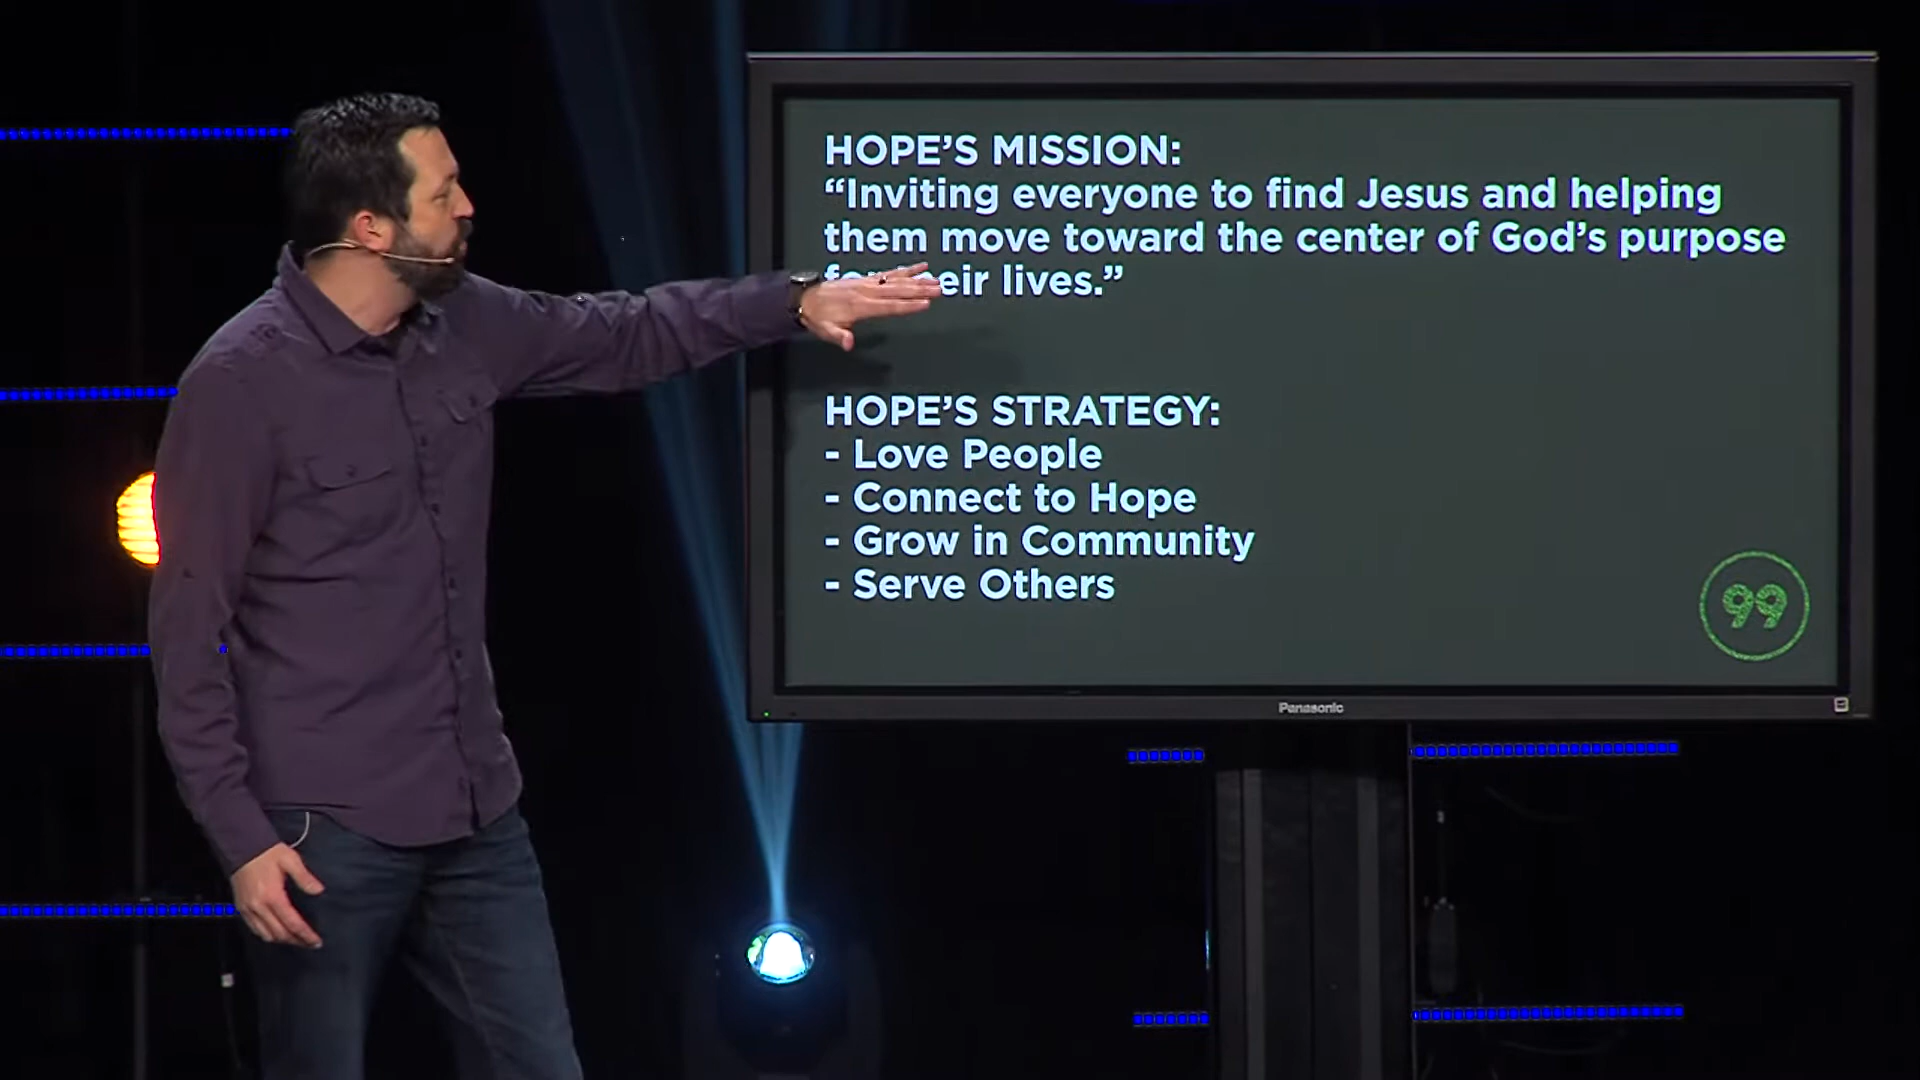 HOPE'S MISSION:
“Inviting everyone to find Jesus and helping
them move toward the center of God's purpose
their lives.”
HOPE'S STRATEGY:
- Love People
- Connect to Hope
- Grow in Community
- Serve Others
99
Panasonic